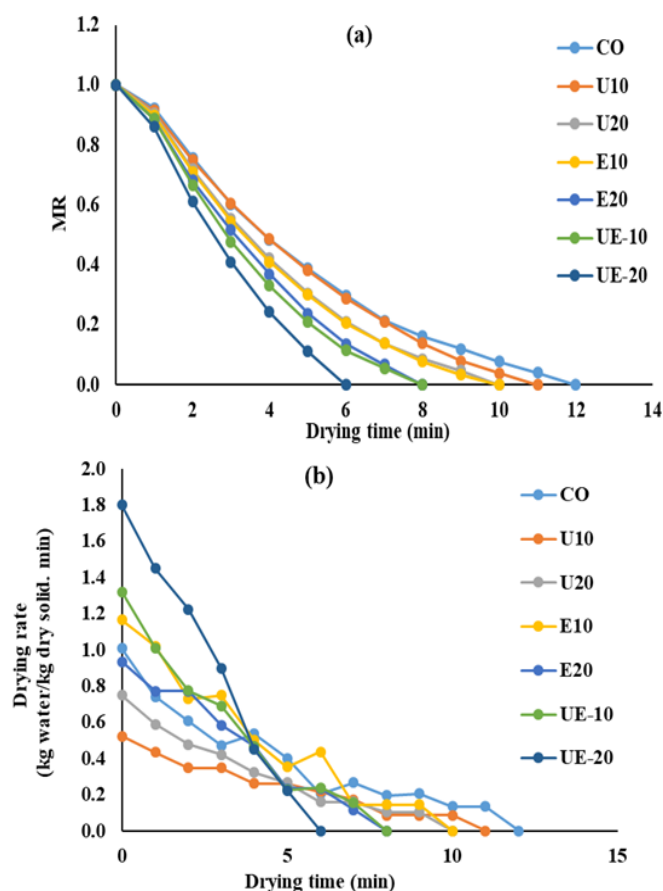 (a)
1.2
1.0
0.8
0.6
0.4
0.2
0.0
MR
0
2
4
6
8
10
12
14
Drying time (min)
CO
U10
U20
E10
E20
UE-10
UE-20
(b)
2.0
1.8
1.6
1.4
1.2
1.0
0.8
0.6
0.4
0.2
0.0
Drying rate
(kg water/kg dry solid. min)
0
5
10
15
Drying time (min)
CO
U10
U20
E10
E20
UE-10
UE-20